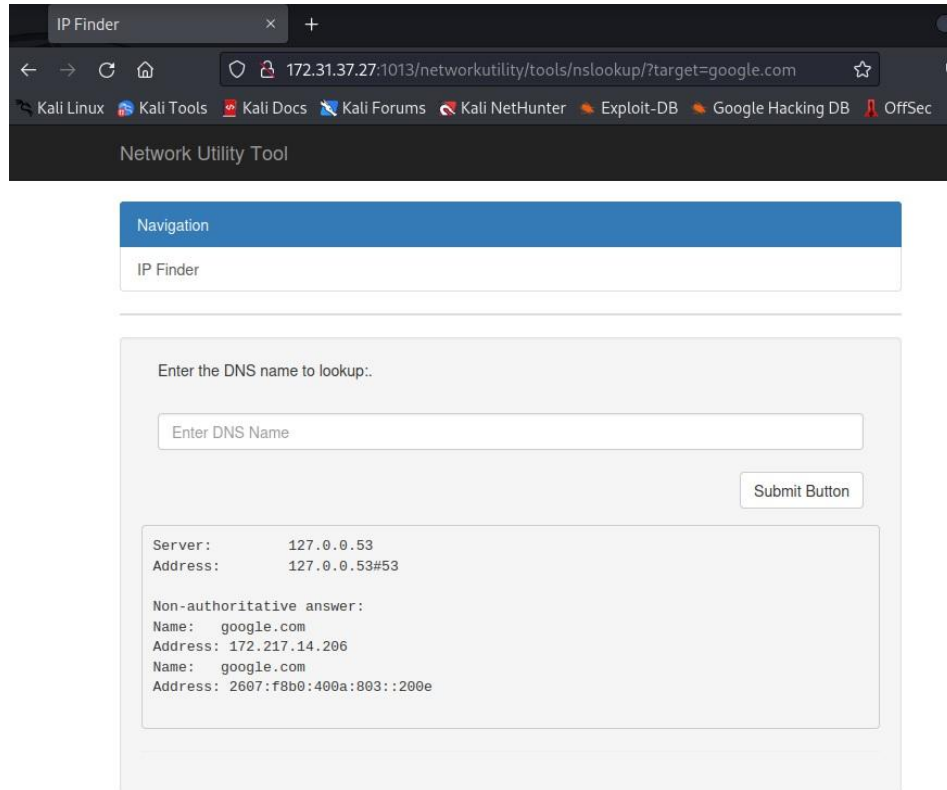 IP Finder × +
172.31.37.27:1013/networkutility/tools/nslookup/?target=google.com
Kali Linux Kali Tools Kali Docs Kali Forums Kali NetHunter Exploit-DB Google Hacking DB OffSec
Network Utility Tool
Navigation
IP Finder
Enter the DNS name to lookup:.
Enter DNS Name
Submit Button
Server: 127.0.0.53
Address: 127.0.0.53#53
Non-authoritative answer:
Name: google.com
Address: 172.217.14.206
Name: google.com
Address: 2607:f8b0:400a:803::200e